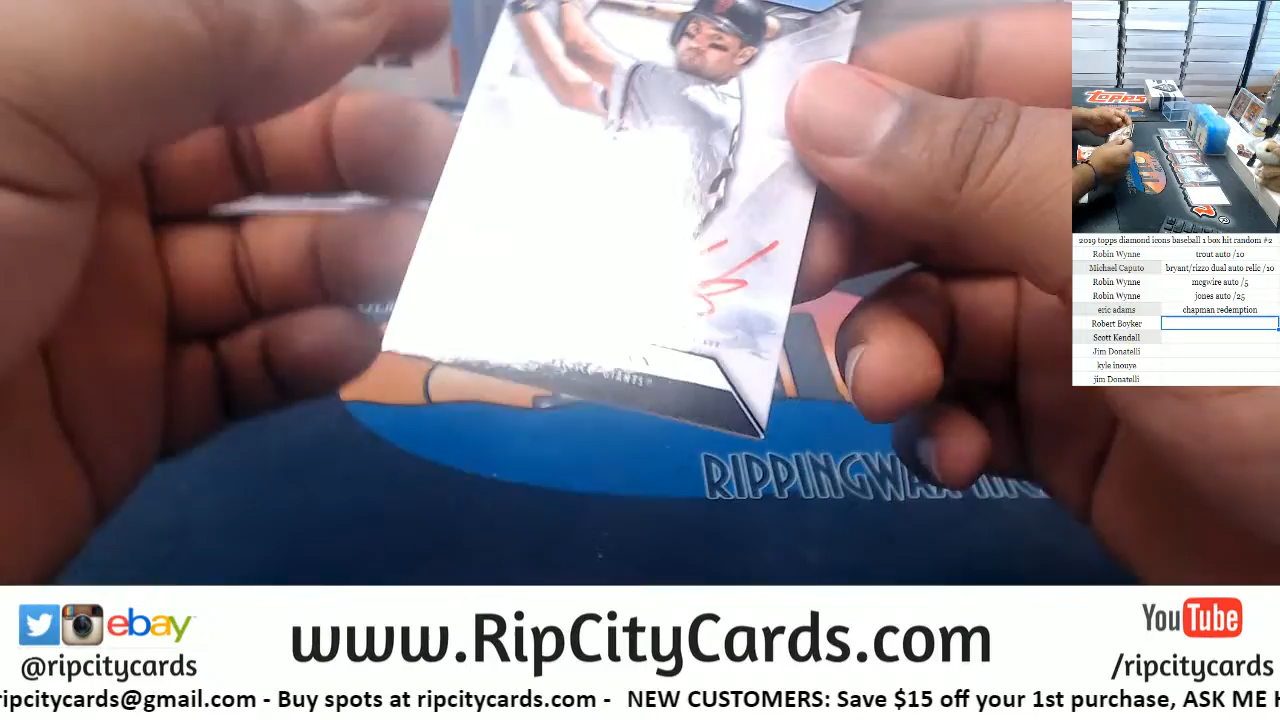 GIANTS
RIPPINGWAX
topps
2019 topps diamond icons baseball 1 box hit random #2
Robin Wynne trout auto /10
Michael Caputo bryant/rizzo dual auto relic /10
Robin Wynne mcgwire auto /5
Robin Wynne jones auto /25
eric adams chapman redemption
Robert Boyker
Scott Kendall
Jim Donatelli
kyle inouye
jim Donatelli
ebay
@ripcitycards
www.RipCityCards.com
YouTube
/ripcitycards
ripcitycards@gmail.com - Buy spots at ripcitycards.com - NEW CUSTOMERS: Save $15 off your 1st purchase, ASK ME H